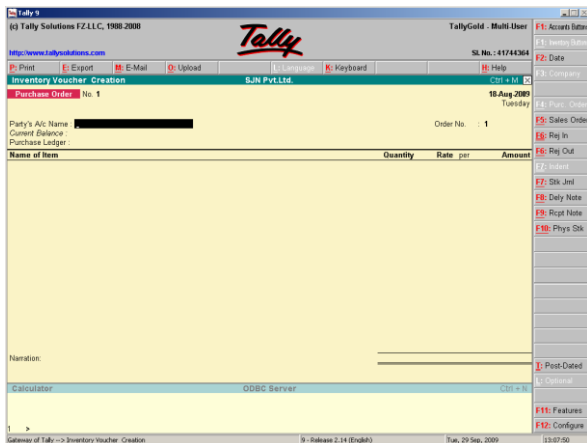 Tally 9
(c) Tally Solutions FZ-LLC, 1988-2008
TallyGold - Multi-User
http://www.tallysolutions.com
Tally
Sl. No.: 41744364
P: Print E: Export M: E-Mail O: Upload L: Language K: Keyboard H: Help
Inventory Voucher Creation SJN Pvt.Ltd. Ctrl + M
Purchase Order No. 1 18-Aug-2009
Tuesday
Party's A/c Name : Order No. : 1
Current Balance :
Purchase Ledger :
Name of Item Quantity Rate per Amount
Narration:
Calculator ODBC Server Ctrl + N
1 >
F1: Accounts Buttons
F1: Inventory Buttons
F2: Date
F3: Company
F4: Purc. Order
F5: Sales Order
F6: Rej In
F6: Rej Out
F7: Indent
F7: Stk Jrnl
F8: Delv Note
F9: Rcpt Note
F10: Phys Stk
T: Post-Dated
L: Optional
F11: Features
F12: Configure
Gateway of Tally --> Inventory Voucher Creation 9 - Release 2.14 (English) Tue, 29 Sep, 2009 13:07:50